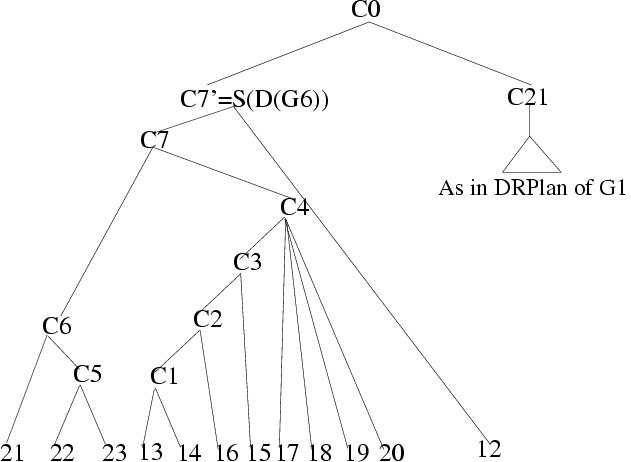 C0
C7'=S(D(G6))
C21
C7
As in DRPlan of G1
C4
C3
C6
C2
C5
C1
21 22 23 13 14 16 15 17 18 19 20 12